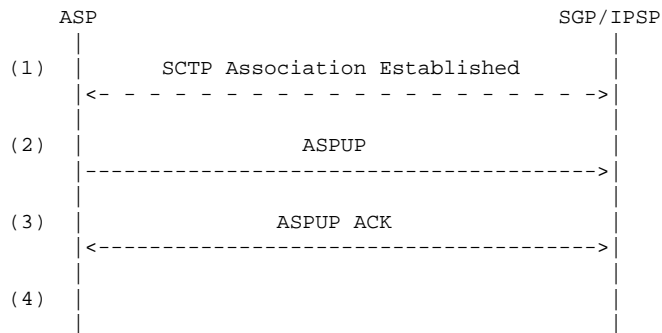 ASP SGP/IPSP
(1) SCTP Association Established
(2) ASPUP
(3) ASPUP ACK
(4)